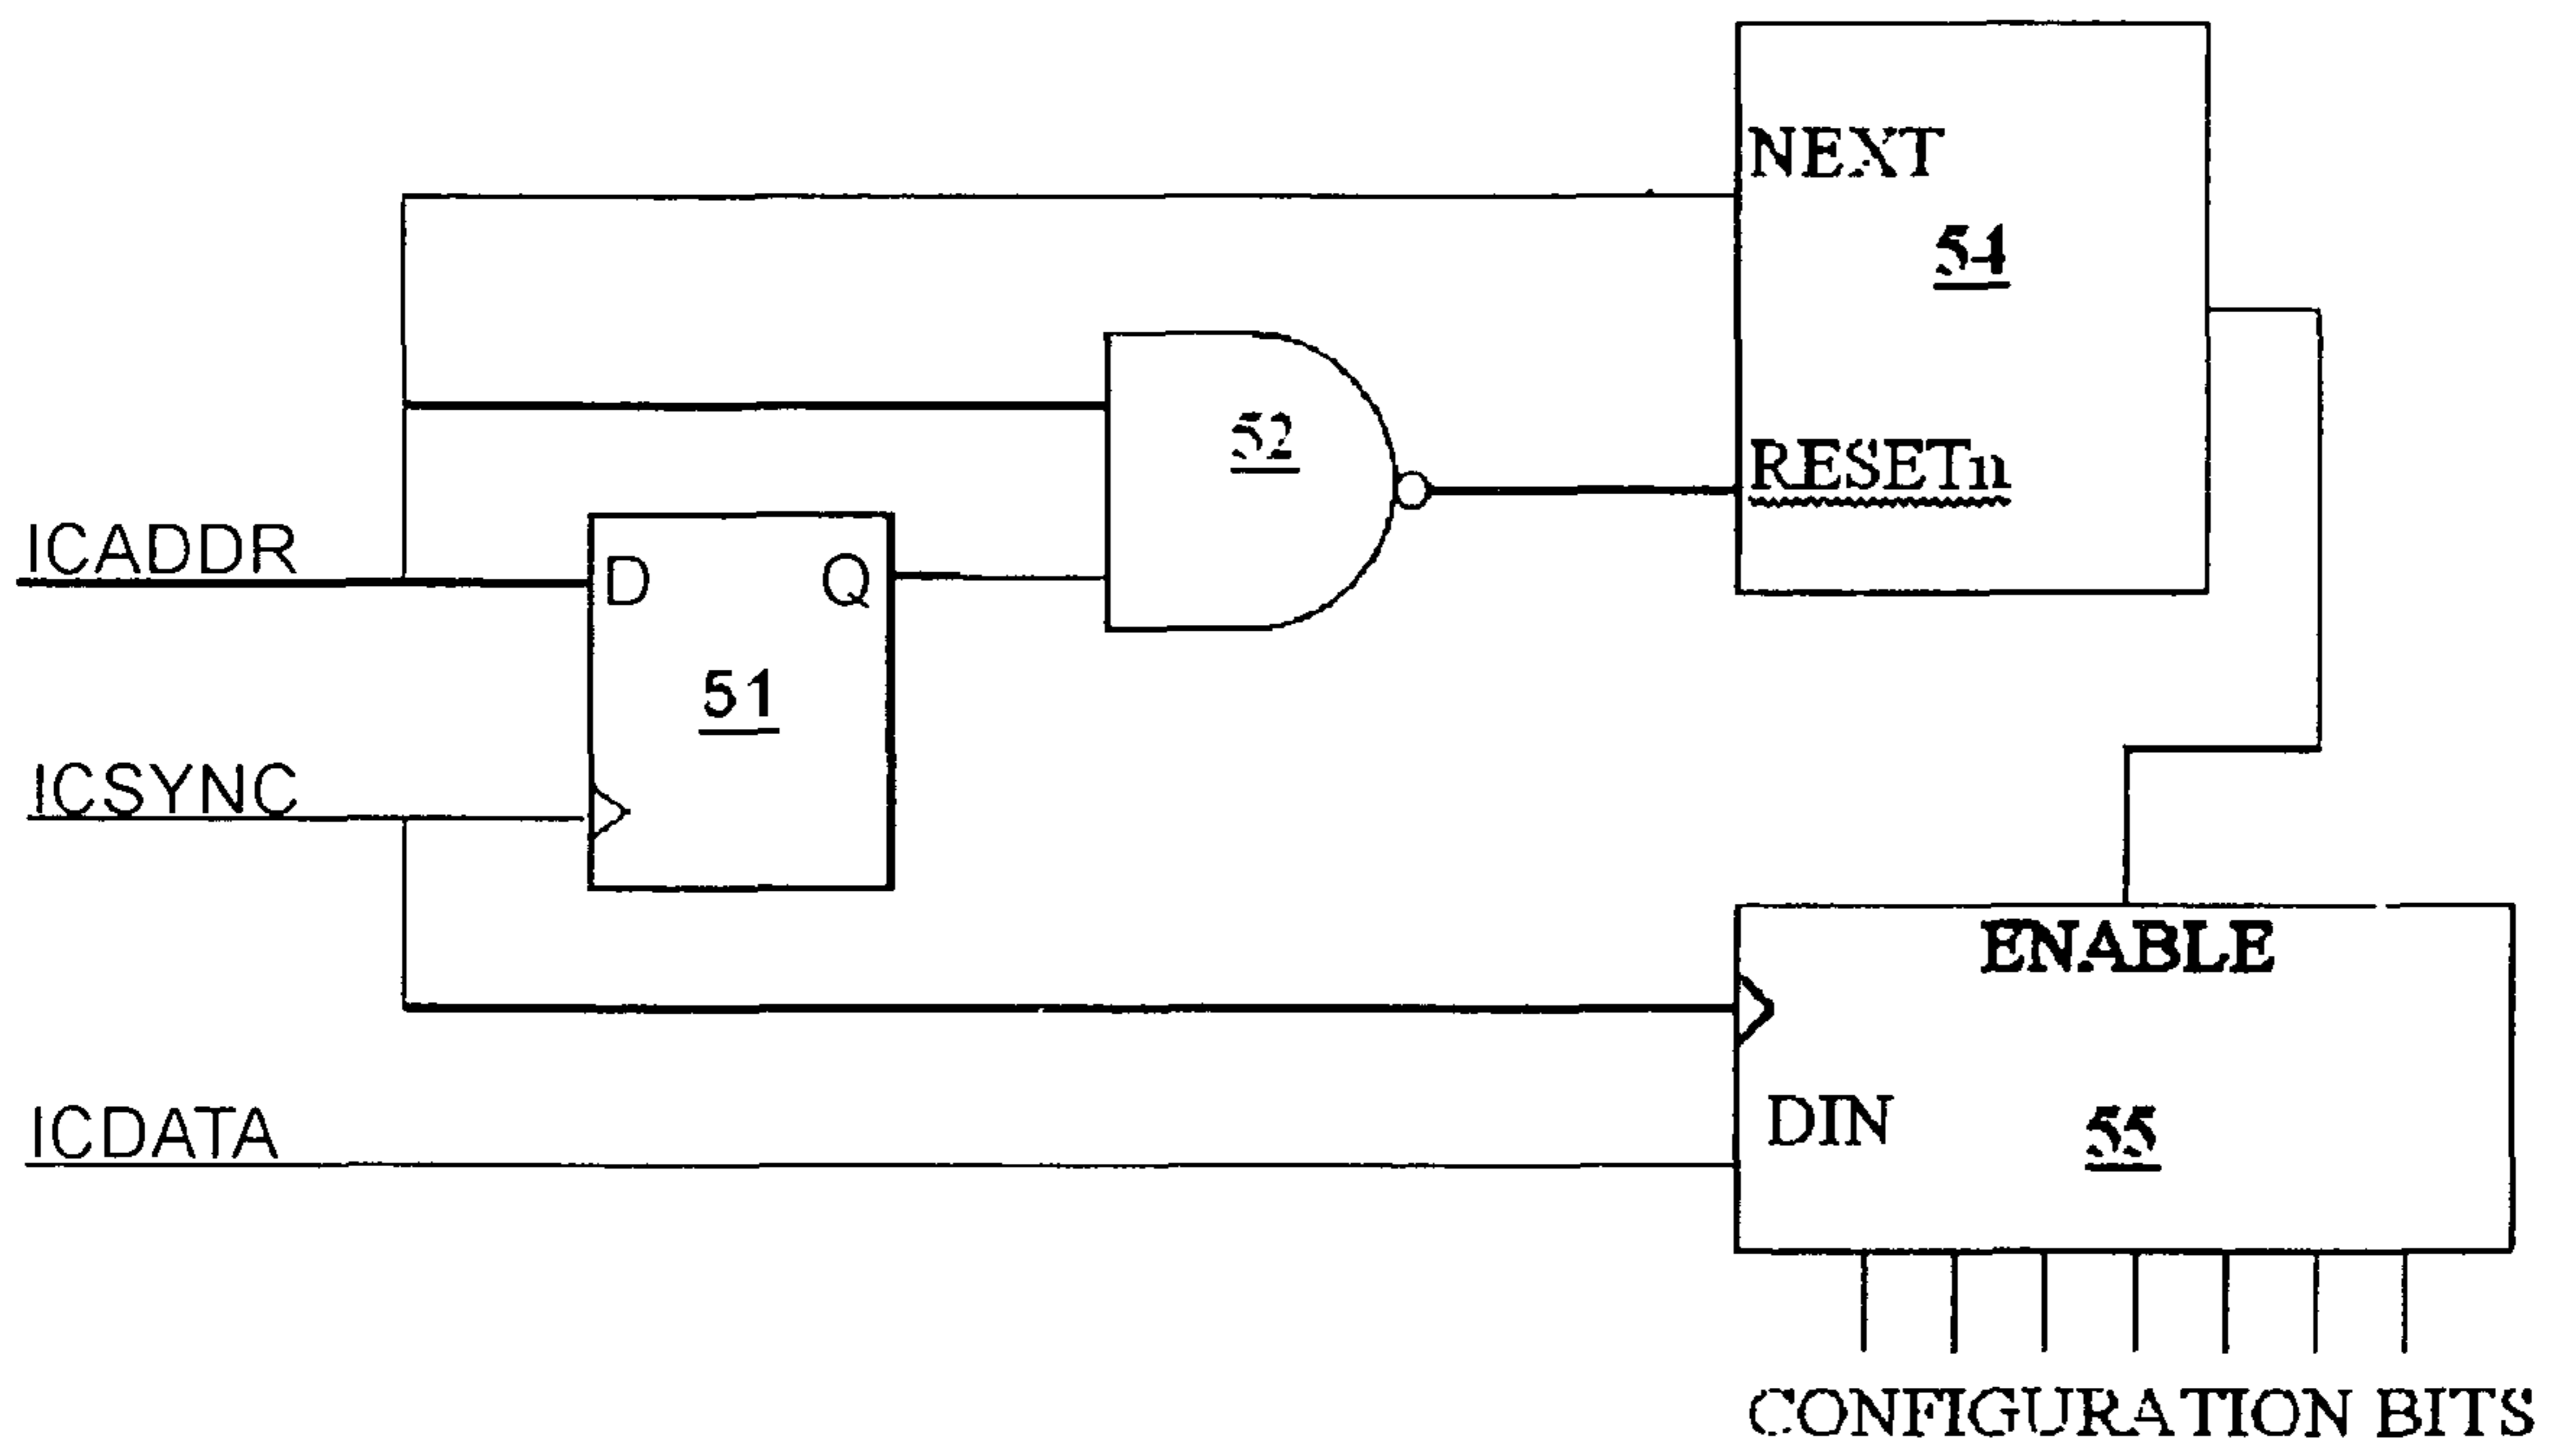 NEXT
54
52
RESETn
ICADDR
D
Q
51
ICSYNC
ENABLE
DIN
ICDATA
55
CONFIGURATION BITS